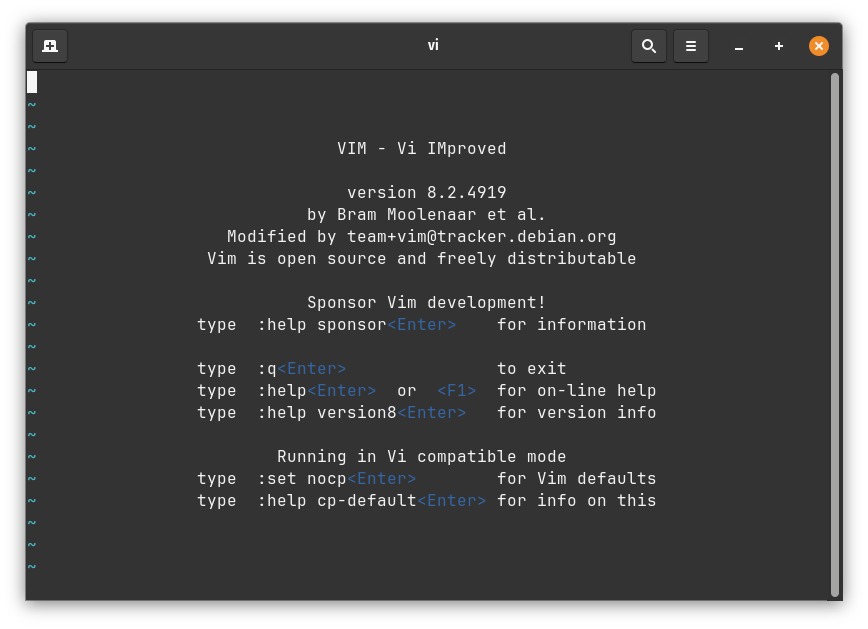 vi
~
~
~ VIM - Vi IMproved
~
~ version 8.2.4919
~ by Bram Moolenaar et al.
~ Modified by team+vim@tracker.debian.org
~ Vim is open source and freely distributable
~
~ Sponsor Vim development!
~ type :help sponsor<Enter> for information
~
~ type :q<Enter> to exit
~ type :help<Enter> or <F1> for on-line help
~ type :help version8<Enter> for version info
~
~ Running in Vi compatible mode
~ type :set nocp<Enter> for Vim defaults
~ type :help cp-default<Enter> for info on this
~
~
~